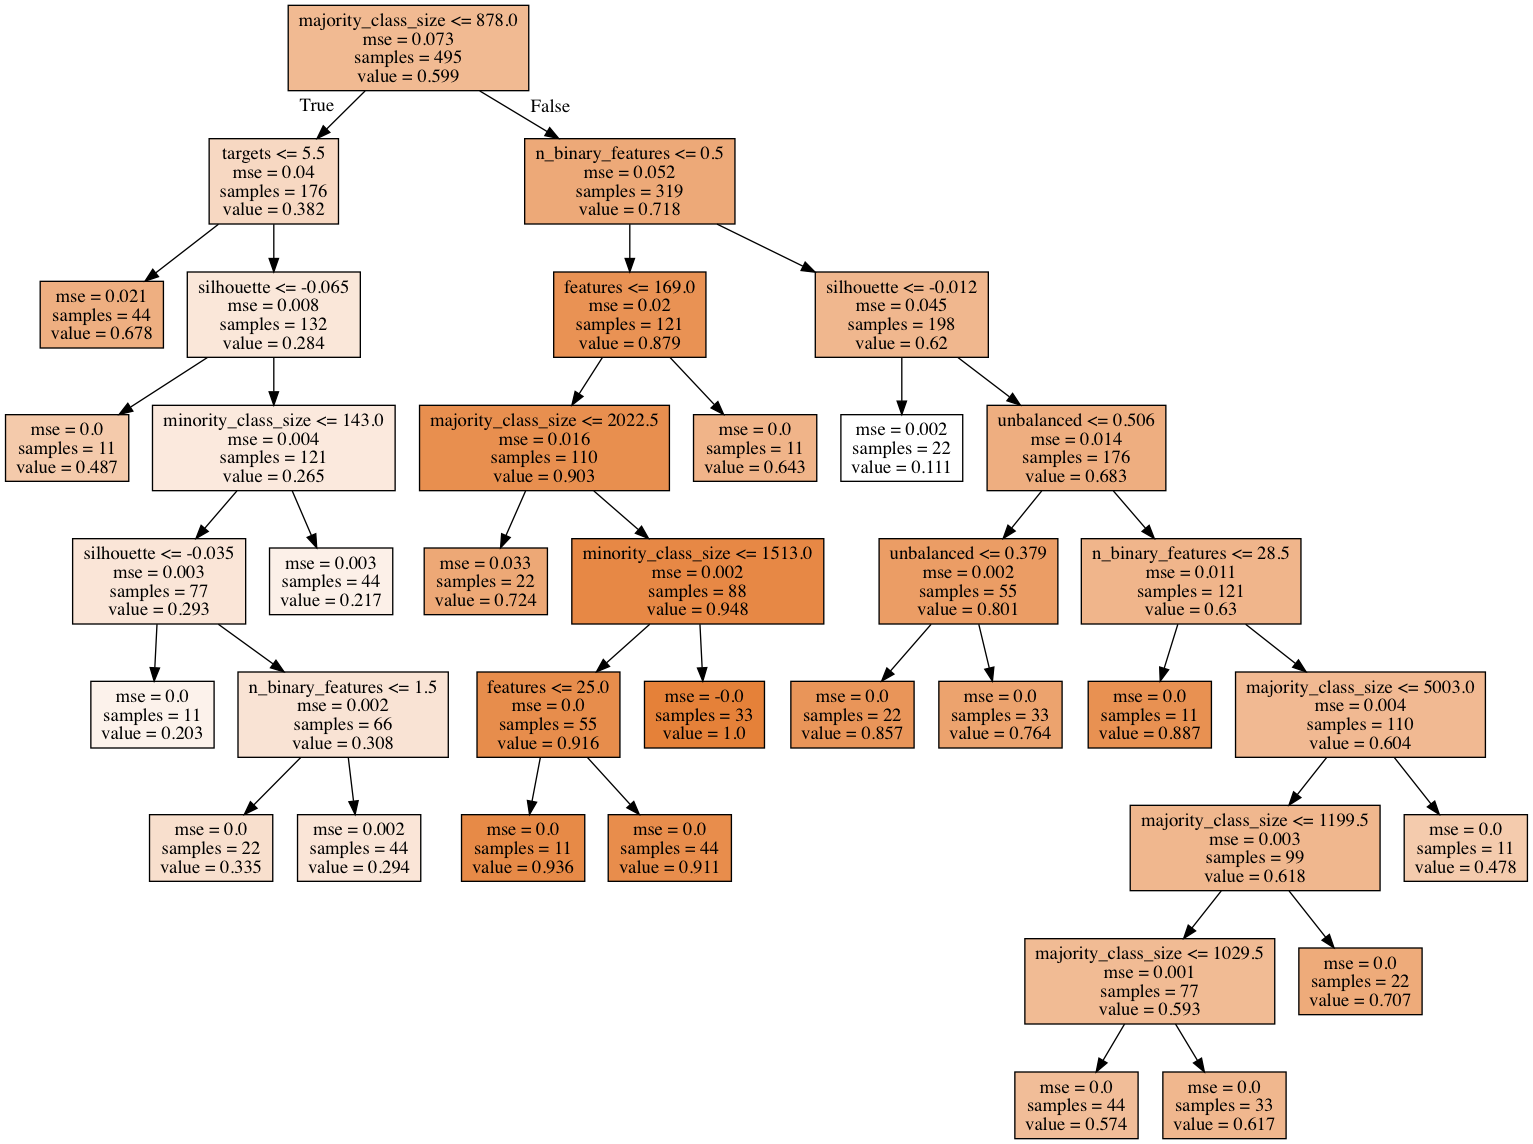 majority_class_size <= 878.0
mse = 0.073
samples = 495
value = 0.599
True
False
targets <= 5.5
mse = 0.04
samples = 176
value = 0.382
n_binary_features <= 0.5
mse = 0.052
samples = 319
value = 0.718
mse = 0.021
samples = 44
value = 0.678
silhouette <= -0.065
mse = 0.008
samples = 132
value = 0.284
features <= 169.0
mse = 0.02
samples = 121
value = 0.879
silhouette <= -0.012
mse = 0.045
samples = 198
value = 0.62
mse = 0.0
samples = 11
value = 0.487
minority_class_size <= 143.0
mse = 0.004
samples = 121
value = 0.265
majority_class_size <= 2022.5
mse = 0.016
samples = 110
value = 0.903
mse = 0.0
samples = 11
value = 0.643
mse = 0.002
samples = 22
value = 0.111
unbalanced <= 0.506
mse = 0.014
samples = 176
value = 0.683
silhouette <= -0.035
mse = 0.003
samples = 77
value = 0.293
mse = 0.003
samples = 44
value = 0.217
mse = 0.033
samples = 22
value = 0.724
minority_class_size <= 1513.0
mse = 0.002
samples = 88
value = 0.948
unbalanced <= 0.379
mse = 0.002
samples = 55
value = 0.801
n_binary_features <= 28.5
mse = 0.011
samples = 121
value = 0.63
mse = 0.0
samples = 11
value = 0.203
n_binary_features <= 1.5
mse = 0.002
samples = 66
value = 0.308
features <= 25.0
mse = 0.0
samples = 55
value = 0.916
mse = -0.0
samples = 33
value = 1.0
mse = 0.0
samples = 22
value = 0.857
mse = 0.0
samples = 33
value = 0.764
mse = 0.0
samples = 11
value = 0.887
majority_class_size <= 5003.0
mse = 0.004
samples = 110
value = 0.604
mse = 0.0
samples = 22
value = 0.335
mse = 0.002
samples = 44
value = 0.294
mse = 0.0
samples = 11
value = 0.936
mse = 0.0
samples = 44
value = 0.911
majority_class_size <= 1199.5
mse = 0.003
samples = 99
value = 0.618
mse = 0.0
samples = 11
value = 0.478
majority_class_size <= 1029.5
mse = 0.001
samples = 77
value = 0.593
mse = 0.0
samples = 22
value = 0.707
mse = 0.0
samples = 44
value = 0.574
mse = 0.0
samples = 33
value = 0.617